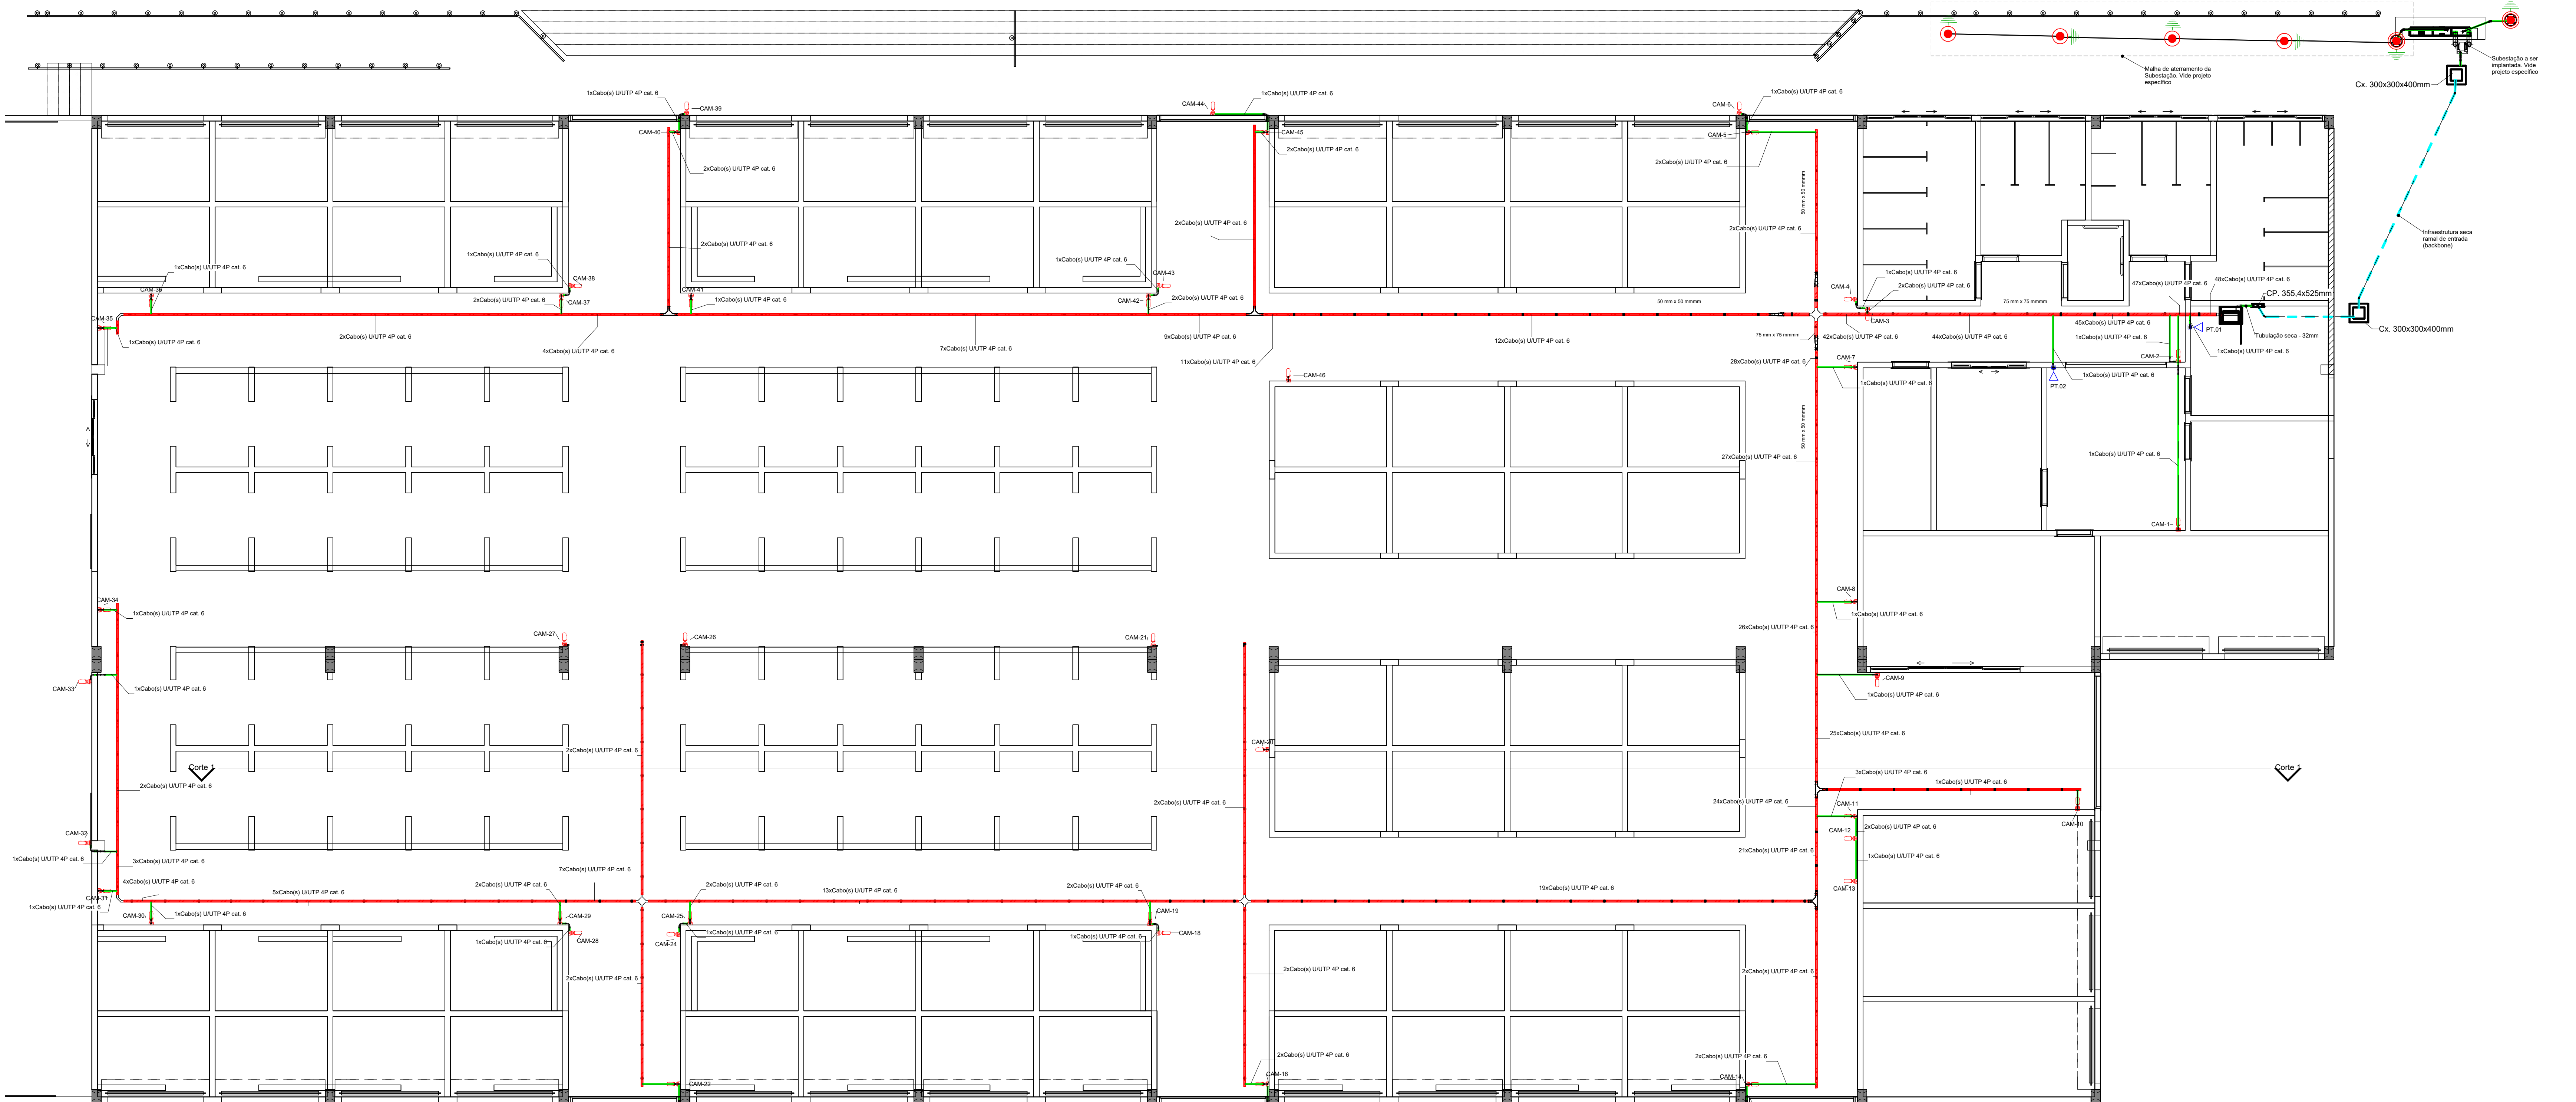 Subestação a ser
implantada. Vide
projeto específico
Malha de aterramento da
Subestação. Vide projeto
específico
Cx. 300x300x400mm
1xCabo(s) U/UTP 4P cat. 6
CAM-39
CAM-44
1xCabo(s) U/UTP 4P cat. 6
CAM-6
1xCabo(s) U/UTP 4P cat. 6
CAM-40
CAM-45
CAM-5
2xCabo(s) U/UTP 4P cat. 6
2xCabo(s) U/UTP 4P cat. 6
2xCabo(s) U/UTP 4P cat. 6
50 mm x 50 mmmm
2xCabo(s) U/UTP 4P cat. 6
2xCabo(s) U/UTP 4P cat. 6
2xCabo(s) U/UTP 4P cat. 6
Infraestrutura seca
ramal de entrada
(backbone)
1xCabo(s) U/UTP 4P cat. 6
1xCabo(s) U/UTP 4P cat. 6
1xCabo(s) U/UTP 4P cat. 6
CAM-38
CAM-43
1xCabo(s) U/UTP 4P cat. 6
48xCabo(s) U/UTP 4P cat. 6
47xCabo(s) U/UTP 4P cat. 6
CAM-36
CAM-41
CAM-4
2xCabo(s) U/UTP 4P cat. 6
CP. 355,4x525mm
2xCabo(s) U/UTP 4P cat. 6
CAM-37
1xCabo(s) U/UTP 4P cat. 6
CAM-42
2xCabo(s) U/UTP 4P cat. 6
50 mm x 50 mmmm
75 mm x 75 mmmm
CAM-35
CAM-3
45xCabo(s) U/UTP 4P cat. 6
PT.01
Cx. 300x300x400mm
2xCabo(s) U/UTP 4P cat. 6
9xCabo(s) U/UTP 4P cat. 6
75 mm x 75 mmmm
42xCabo(s) U/UTP 4P cat. 6
44xCabo(s) U/UTP 4P cat. 6
1xCabo(s) U/UTP 4P cat. 6
Tubulação seca - 32mm
1xCabo(s) U/UTP 4P cat. 6
4xCabo(s) U/UTP 4P cat. 6
7xCabo(s) U/UTP 4P cat. 6
12xCabo(s) U/UTP 4P cat. 6
11xCabo(s) U/UTP 4P cat. 6
28xCabo(s) U/UTP 4P cat. 6
CAM-7
CAM-2
1xCabo(s) U/UTP 4P cat. 6
CAM-46
1xCabo(s) U/UTP 4P cat. 6
1xCabo(s) U/UTP 4P cat. 6
PT.02
50 mm x 50 mmmm
27xCabo(s) U/UTP 4P cat. 6
1xCabo(s) U/UTP 4P cat. 6
CAM-1
CAM-34
1xCabo(s) U/UTP 4P cat. 6
CAM-8
1xCabo(s) U/UTP 4P cat. 6
26xCabo(s) U/UTP 4P cat. 6
CAM-27
CAM-26
CAM-21
CAM-33
1xCabo(s) U/UTP 4P cat. 6
CAM-9
1xCabo(s) U/UTP 4P cat. 6
25xCabo(s) U/UTP 4P cat. 6
CAM-20
2xCabo(s) U/UTP 4P cat. 6
Corte 1
Corte 1
3xCabo(s) U/UTP 4P cat. 6
1xCabo(s) U/UTP 4P cat. 6
2xCabo(s) U/UTP 4P cat. 6
2xCabo(s) U/UTP 4P cat. 6
24xCabo(s) U/UTP 4P cat. 6
CAM-11
CAM-10
CAM-32
CAM-12
2xCabo(s) U/UTP 4P cat. 6
21xCabo(s) U/UTP 4P cat. 6
1xCabo(s) U/UTP 4P cat. 6
1xCabo(s) U/UTP 4P cat. 6
3xCabo(s) U/UTP 4P cat. 6
7xCabo(s) U/UTP 4P cat. 6
4xCabo(s) U/UTP 4P cat. 6
2xCabo(s) U/UTP 4P cat. 6
2xCabo(s) U/UTP 4P cat. 6
2xCabo(s) U/UTP 4P cat. 6
CAM-13
5xCabo(s) U/UTP 4P cat. 6
13xCabo(s) U/UTP 4P cat. 6
19xCabo(s) U/UTP 4P cat. 6
CAM-31
1xCabo(s) U/UTP 4P cat. 6
CAM-30
1xCabo(s) U/UTP 4P cat. 6
CAM-29
CAM-25
CAM-19
1xCabo(s) U/UTP 4P cat. 6
CAM-28
CAM-24
1xCabo(s) U/UTP 4P cat. 6
1xCabo(s) U/UTP 4P cat. 6
CAM-18
2xCabo(s) U/UTP 4P cat. 6
2xCabo(s) U/UTP 4P cat. 6
2xCabo(s) U/UTP 4P cat. 6
2xCabo(s) U/UTP 4P cat. 6
2xCabo(s) U/UTP 4P cat. 6
CAM-22
CAM-16
CAM-14